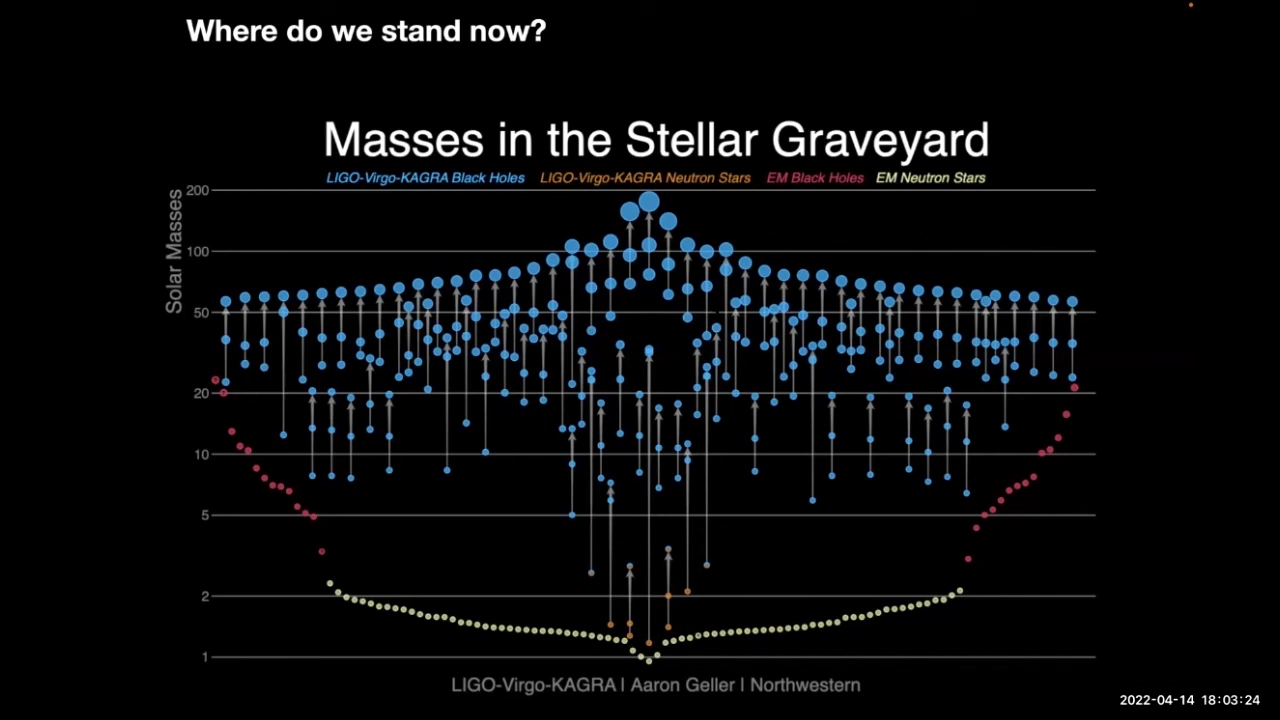 Where do we stand now?
Masses in the Stellar Graveyard
LIGO-Virgo-KAGRA Black Holes LIGO-Virgo-KAGRA Neutron Stars EM Black Holes EM Neutron Stars
Solar Masses
200
100
50
20
10
5
2
1
LIGO-Virgo-KAGRA | Aaron Geller | Northwestern
2022-04-14 18:03:24